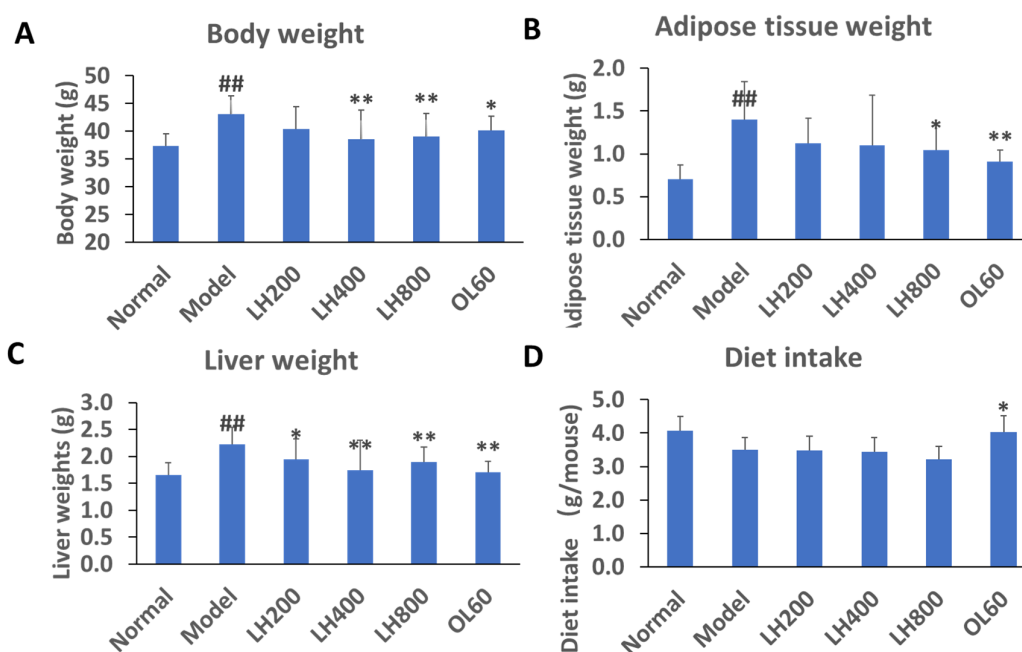 A
Body weight
Body weight (g)
50
45
40
35
30
25
20
##
**
**
*
Normal
Model
LH200
LH400
LH800
OL60
B
Adipose tissue weight
Adipose tissue weight (g)
2.0
1.5
1.0
0.5
0.0
##
*
**
Normal
Model
LH200
LH400
LH800
OL60
C
Liver weight
Liver weights (g)
3.0
2.5
2.0
1.5
1.0
0.5
0.0
##
*
**
**
**
Normal
Model
LH200
LH400
LH800
OL60
D
Diet intake
Diet intake (g/mouse)
5.0
4.0
3.0
2.0
1.0
0.0
*
Normal
Model
LH200
LH400
LH800
OL60